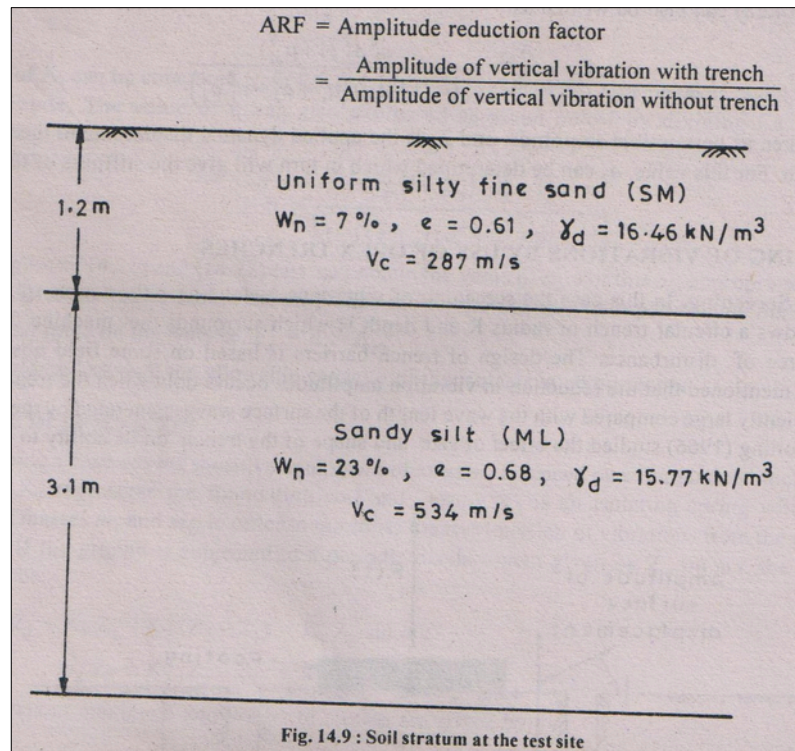 ARF = Amplitude reduction factor
= Amplitude of vertical vibration with trench
Amplitude of vertical vibration without trench
1.2 m
Uniform silty fine sand (SM)
Wn = 7 %, e = 0.61, γd = 16.46 kN/m³
Vc = 287 m/s
3.1 m
Sandy silt (ML)
Wn = 23 %, e = 0.68, γd = 15.77 kN/m³
Vc = 534 m/s
Fig. 14.9 : Soil stratum at the test site